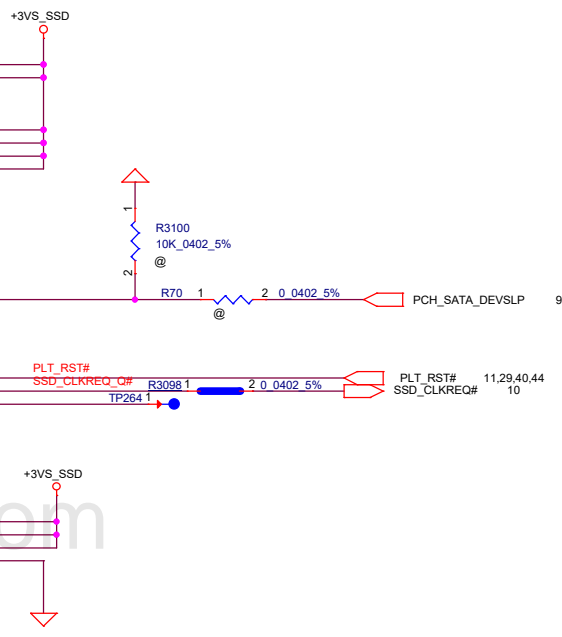 +3VS_SSD
1
R3100
10K_0402_5%
@
2
R70 1 2 0_0402_5% PCH_SATA_DEVSLP 9
@
PLT_RST# PLT_RST# 11,29,40,44
SSD_CLKREQ_Q# R3098 1 2 0_0402_5% SSD_CLKREQ# 10
TP264 1
+3VS_SSD
om